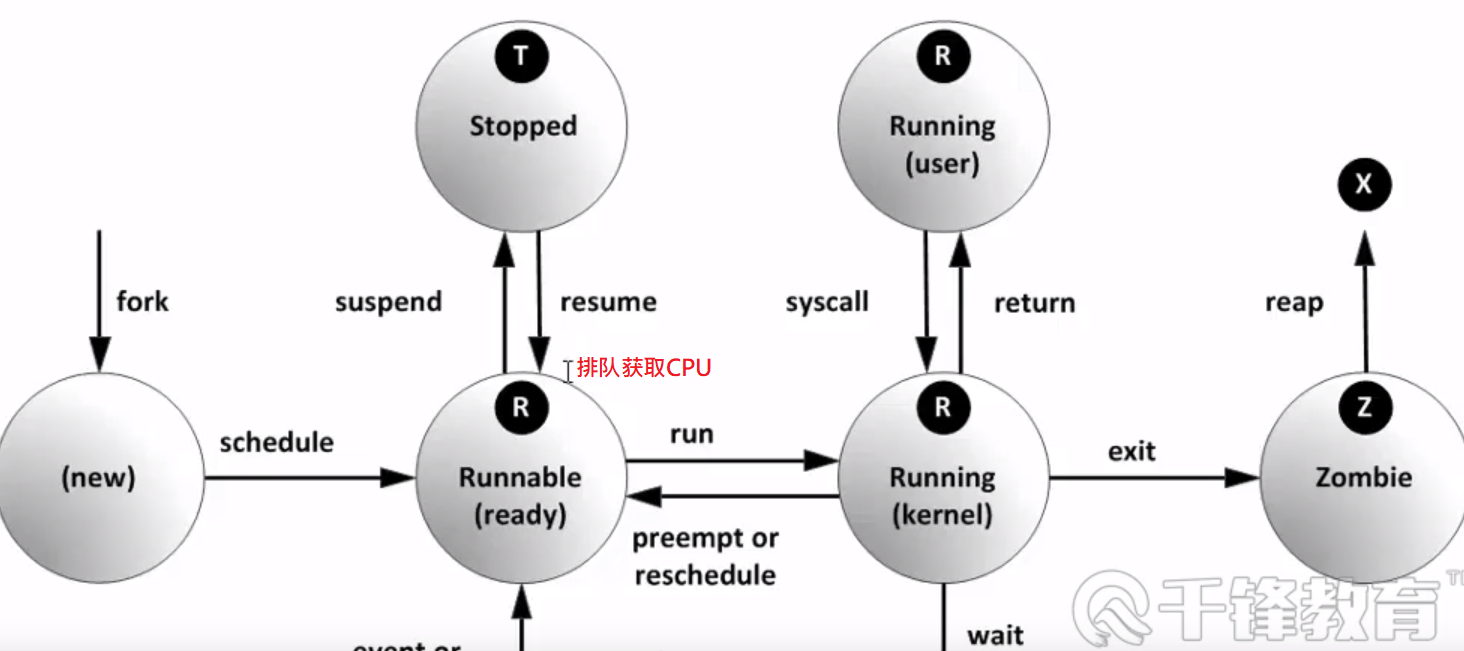 T
Stopped
R
Running
(user)
X
fork
suspend
resume
syscall
return
reap
排队获取CPU
(new)
schedule
R
Runnable
(ready)
run
preempt or
reschedule
R
Running
(kernel)
exit
Z
Zombie
event or
wait
千锋教育